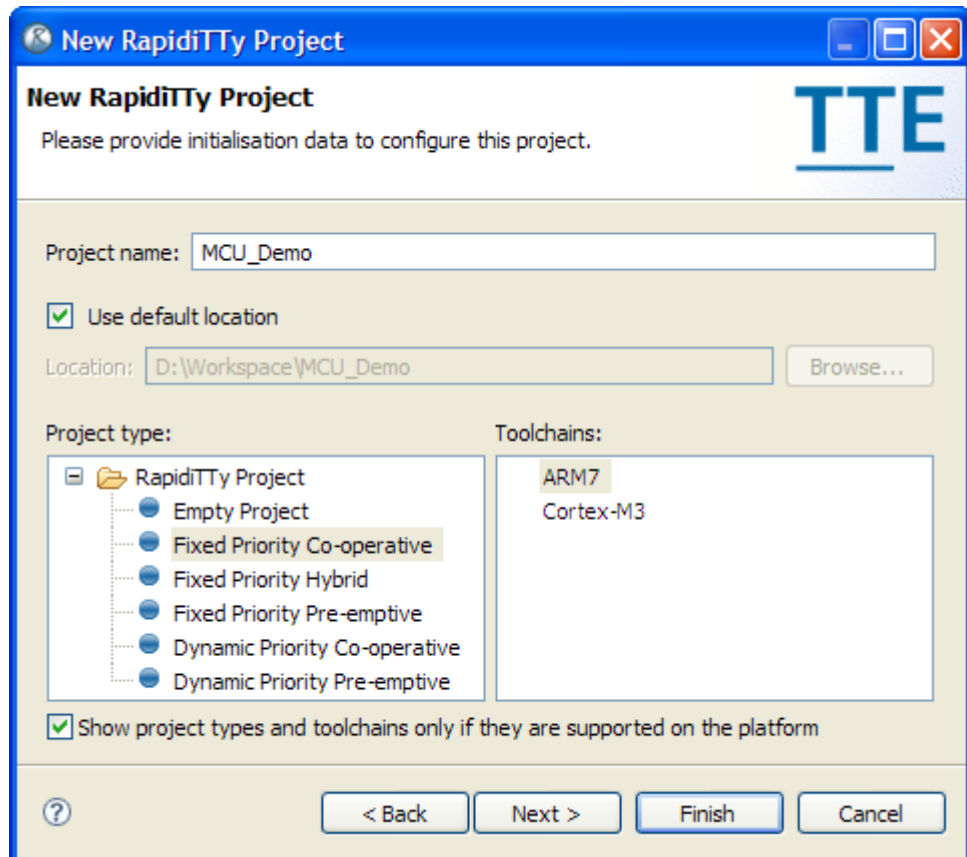 New RapidiTTy Project
New RapidiTTy Project
Please provide initialisation data to configure this project.
TTE
Project name: MCU_Demo
Use default location
Location: D:\Workspace\MCU_Demo Browse...
Project type: Toolchains:
RapidiTTy Project ARM7
Empty Project Cortex-M3
Fixed Priority Co-operative
Fixed Priority Hybrid
Fixed Priority Pre-emptive
Dynamic Priority Co-operative
Dynamic Priority Pre-emptive
Show project types and toolchains only if they are supported on the platform
? < Back Next > Finish Cancel